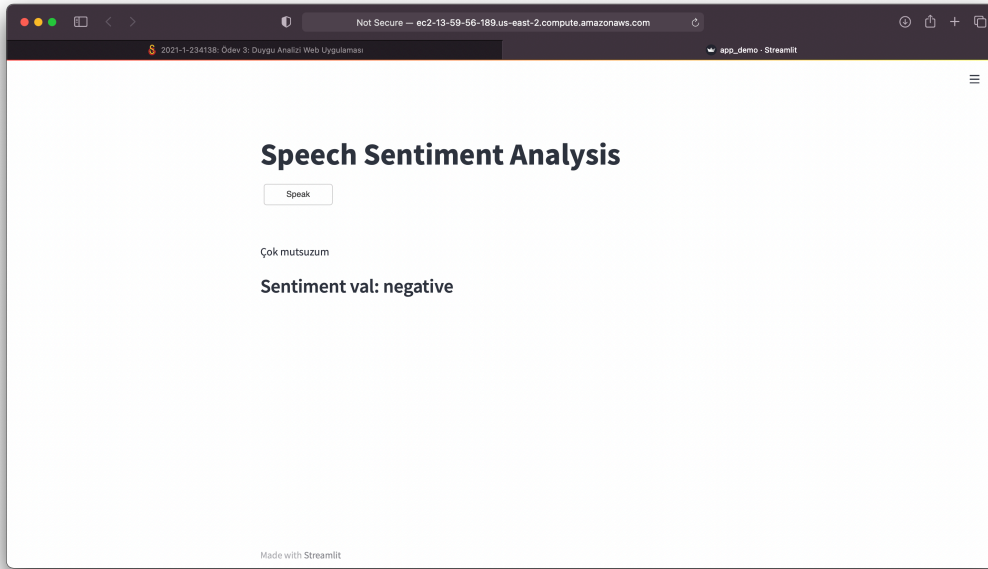 Not Secure — ec2-13-59-56-189.us-east-2.compute.amazonaws.com
2021-1-234138: Ödev 3: Duygu Analizi Web Uygulaması
app_demo · Streamlit
Speech Sentiment Analysis
Speak
Çok mutsuzum
Sentiment val: negative
Made with Streamlit